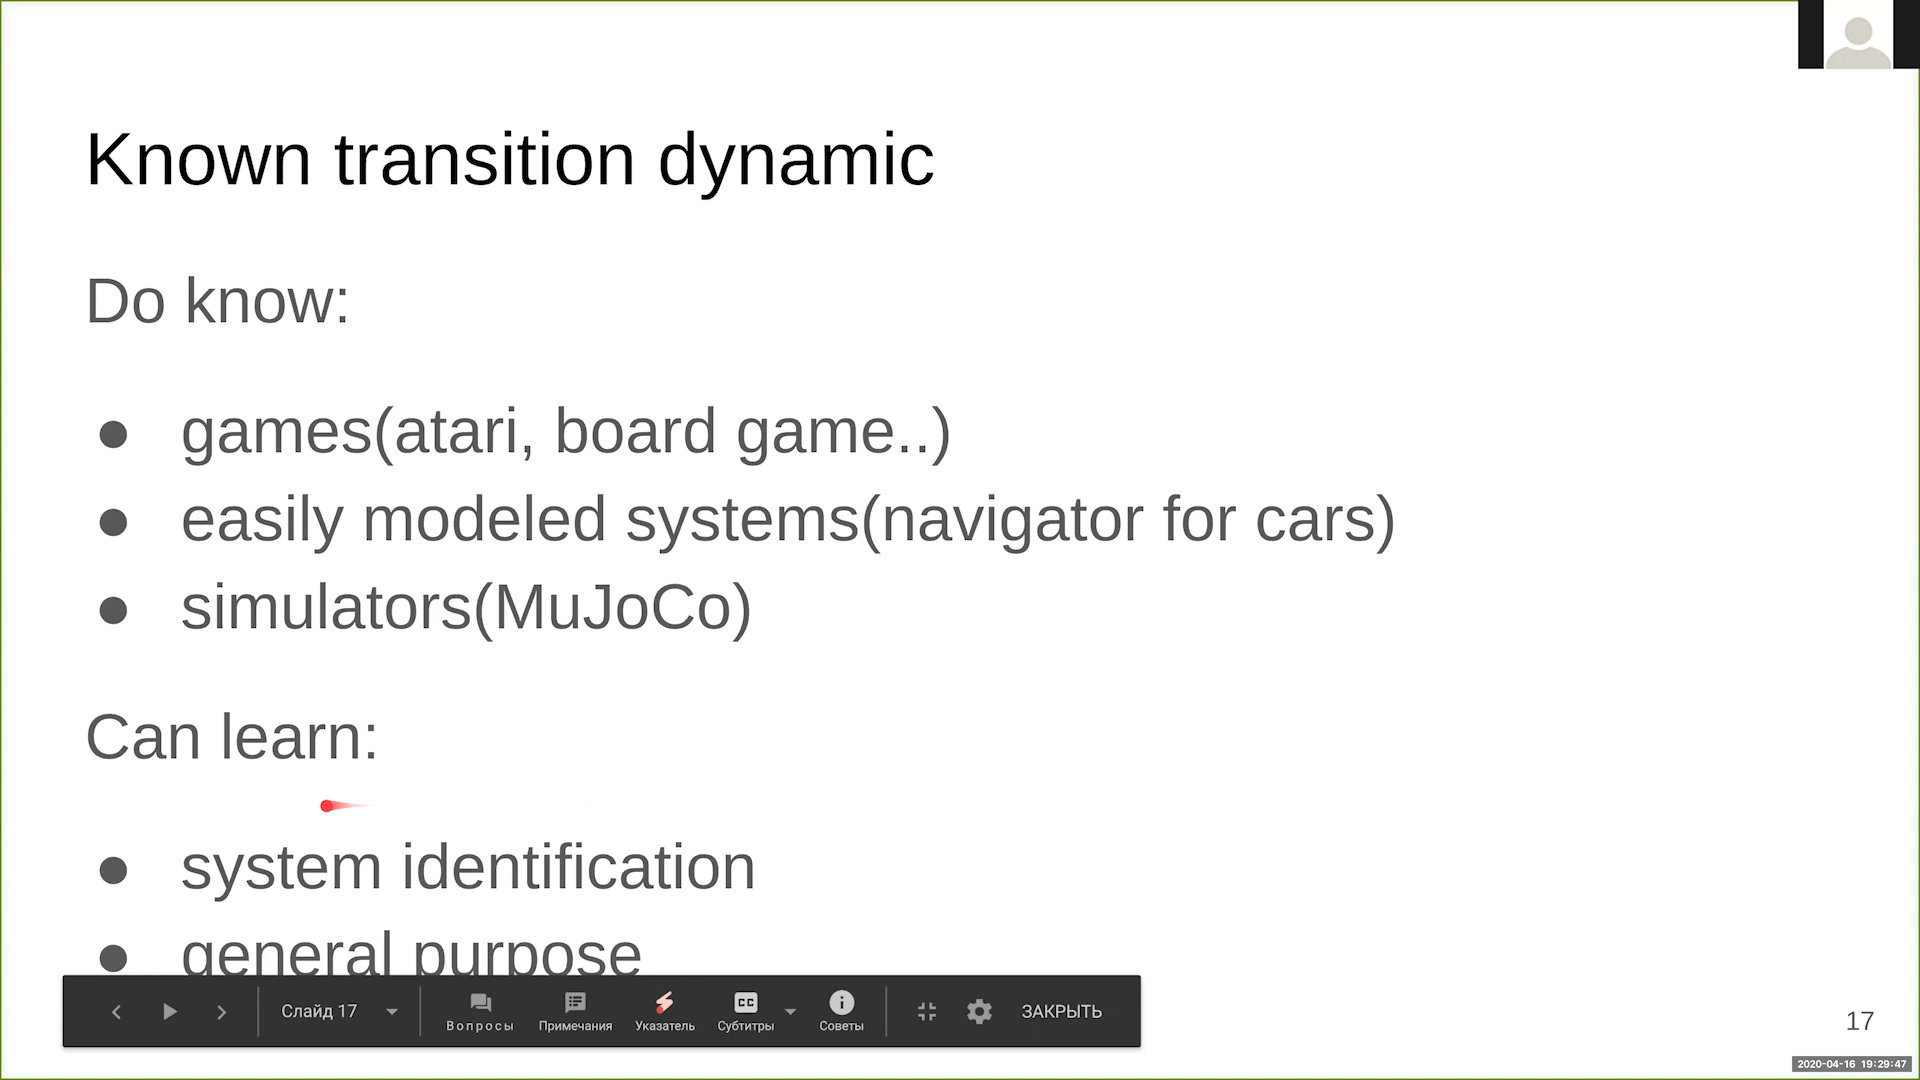 Known transition dynamic
Do know:
● games(atari, board game..)
● easily modeled systems(navigator for cars)
● simulators(MuJoCo)
Can learn:
● system identification
● general purpose
Слайд 17
Вопросы
Примечания
Указатель
CC
Субтитры
Советы
ЗАКРЫТЬ
17
2020-04-16 19:29:47